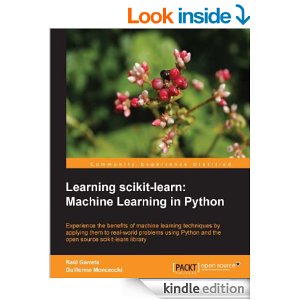 Look inside
Community Experience Distilled
Learning scikit-learn:
Machine Learning in Python
Experience the benefits of machine learning techniques by
applying them to real-world problems using Python and the
open source scikit-learn library
Raúl Garreta
Guillermo Moncecchi
PACKT open source
PUBLISHING
kindle edition